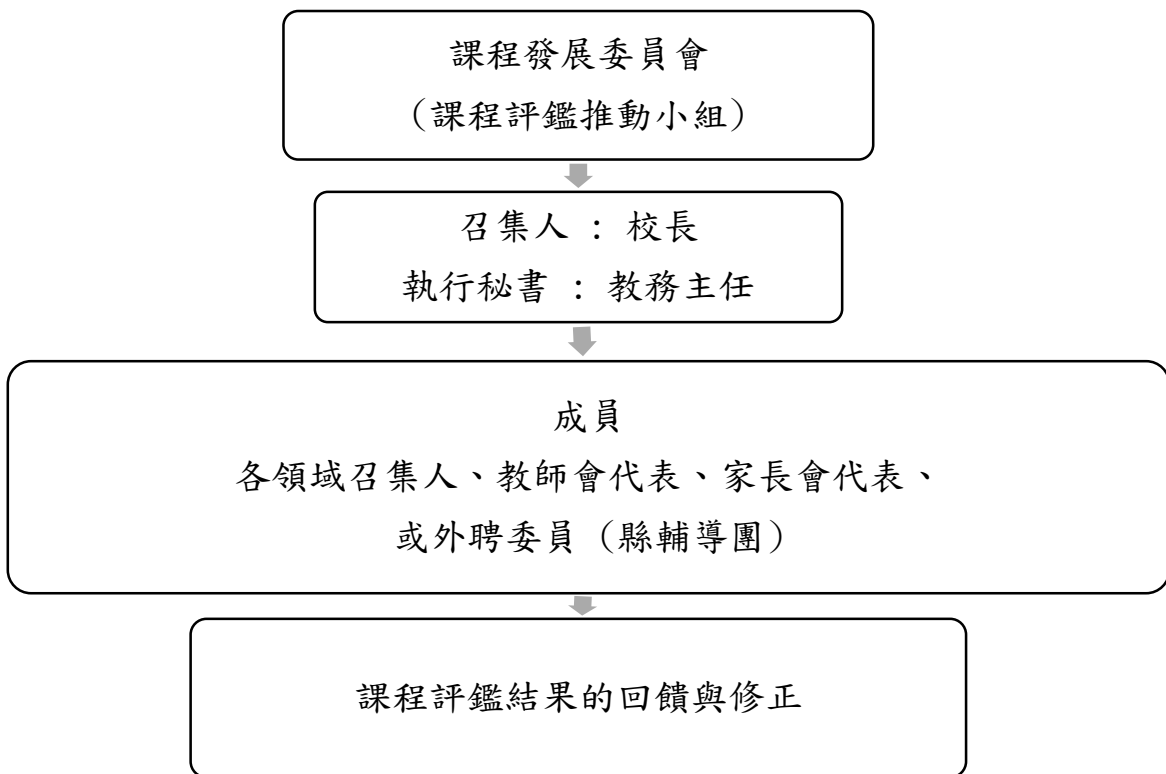 課程發展委員會
（課程評鑑推動小組）
召集人 : 校長
執行秘書 : 教務主任
成員
各領域召集人、教師會代表、家長會代表、
或外聘委員（縣輔導團）
課程評鑑結果的回饋與修正